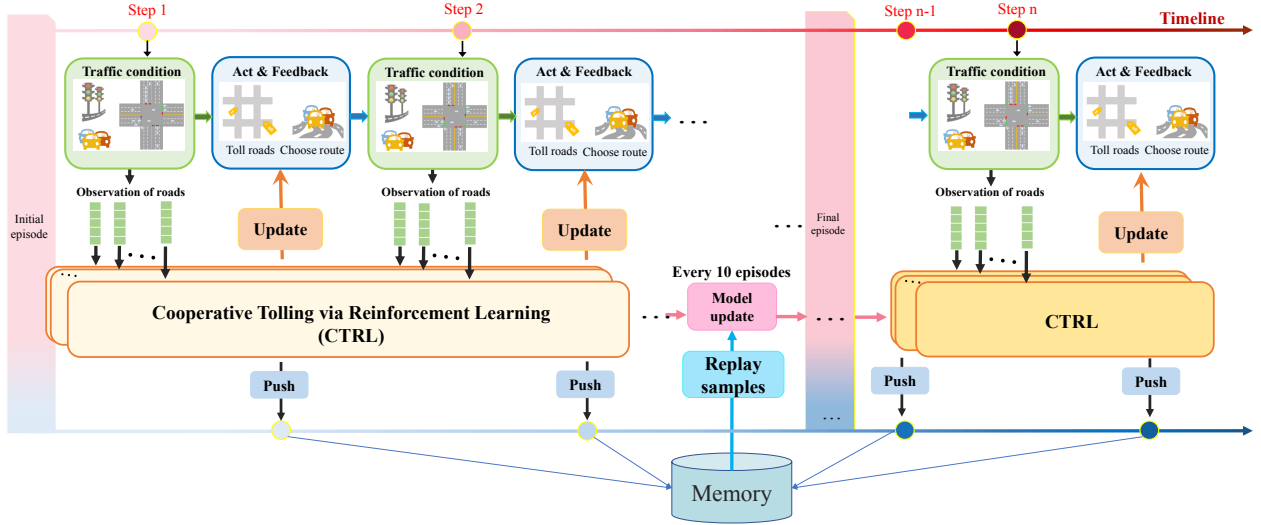 Step 1
Step 2
Step n-1
Step n
Timeline
Traffic condition
Act & Feedback
Toll roads
Choose route
Traffic condition
Act & Feedback
Toll roads
Choose route
. . .
Traffic condition
Act & Feedback
Toll roads
Choose route
Observation of roads
Observation of roads
Observation of roads
Initial
episode
Update
Update
Update
. . . .
Final
episode
. . . .
. . . .
. . . .
. . .
Cooperative Tolling via Reinforcement Learning
(CTRL)
. . .
Every 10 episodes
Model
update
. . .
. . .
CTRL
Replay
samples
Push
Push
Push
Push
...
Memory